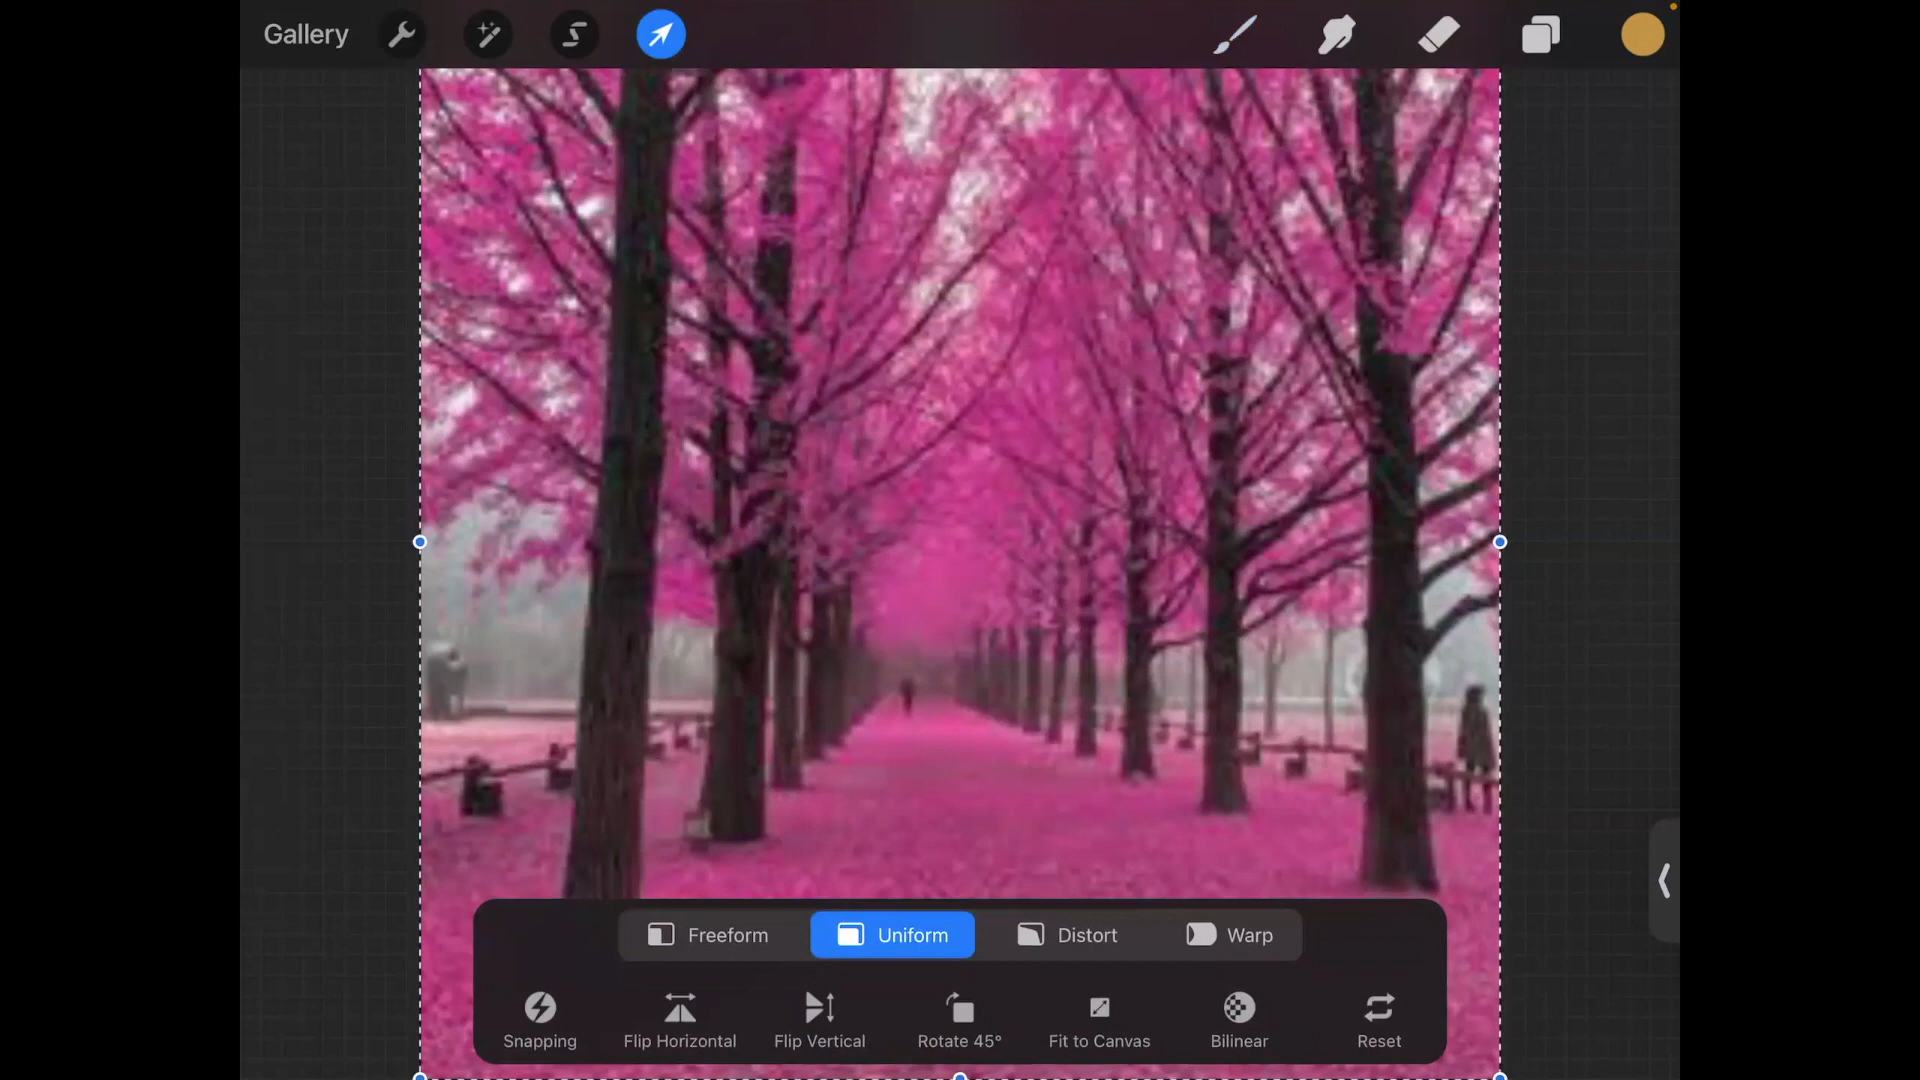 Gallery
Freeform Uniform Distort Warp
Snapping Flip Horizontal Flip Vertical Rotate 45° Fit to Canvas Bilinear Reset